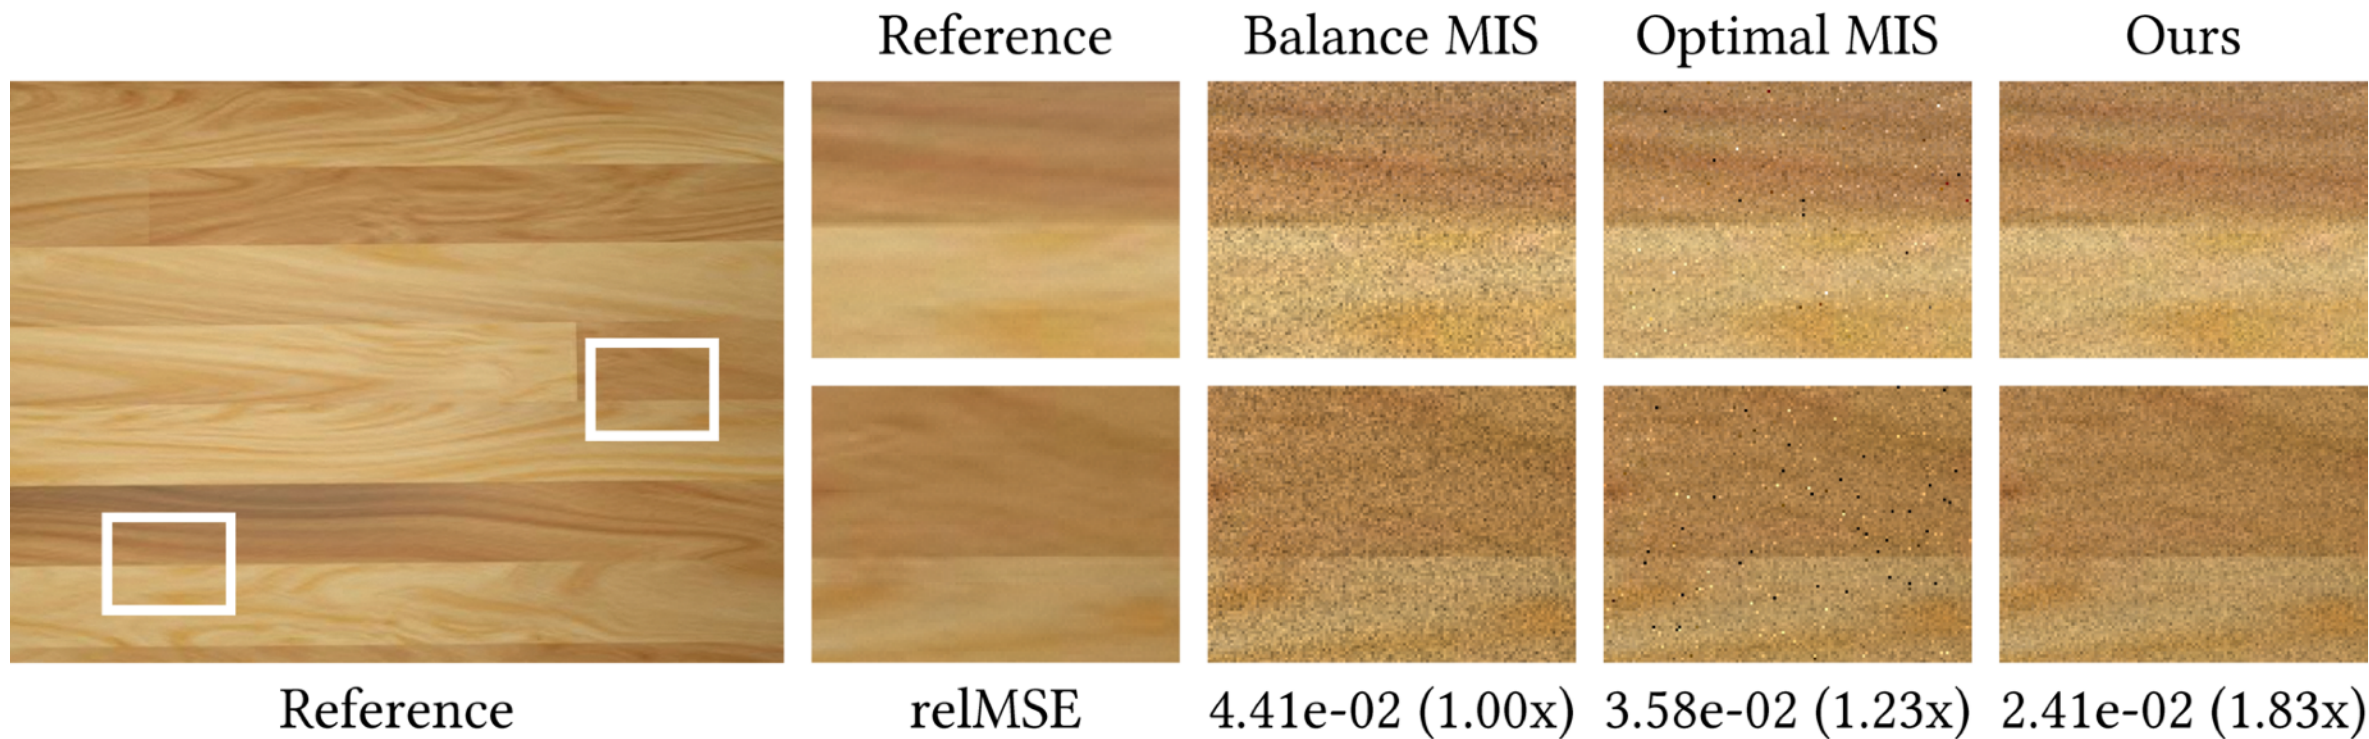 Reference Balance MIS Optimal MIS Ours
Reference relMSE 4.41e-02 (1.00x) 3.58e-02 (1.23x) 2.41e-02 (1.83x)